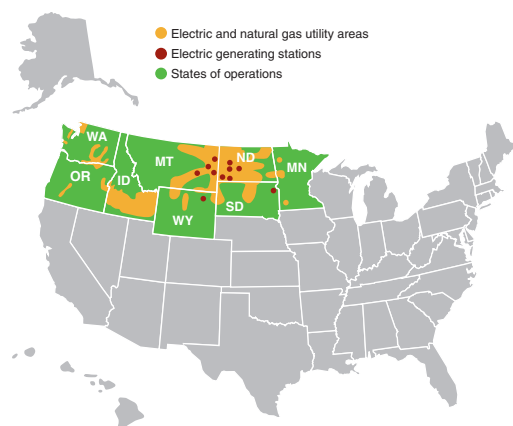 Electric and natural gas utility areas
Electric generating stations
States of operations
WA
MT
ND
MN
OR
ID
SD
WY